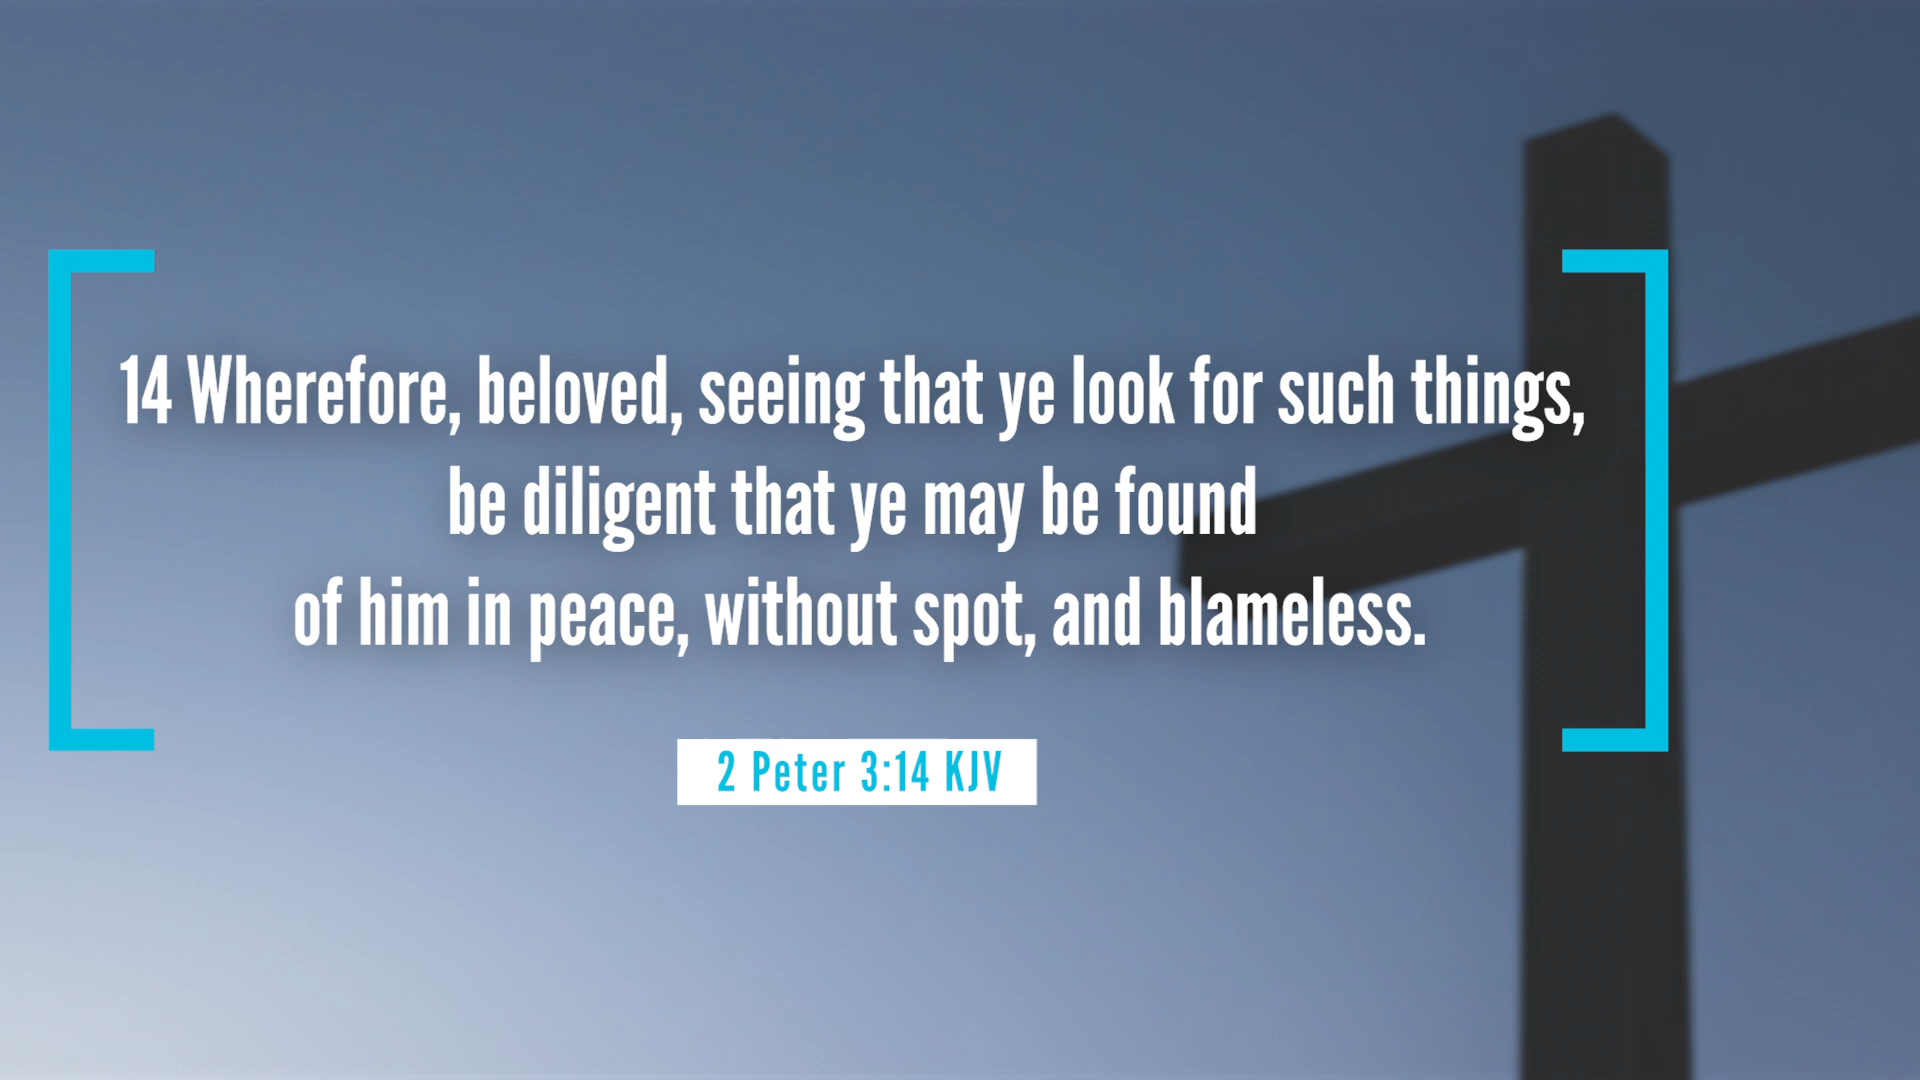 14 Wherefore, beloved, seeing that ye look for such things,
be diligent that ye may be found
of him in peace, without spot, and blameless.
2 Peter 3:14 KJV